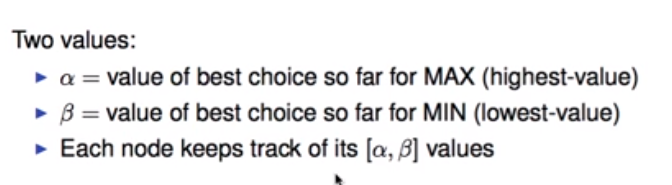 Two values:
▶ α = value of best choice so far for MAX (highest-value)
▶ β = value of best choice so far for MIN (lowest-value)
▶ Each node keeps track of its [α, β] values